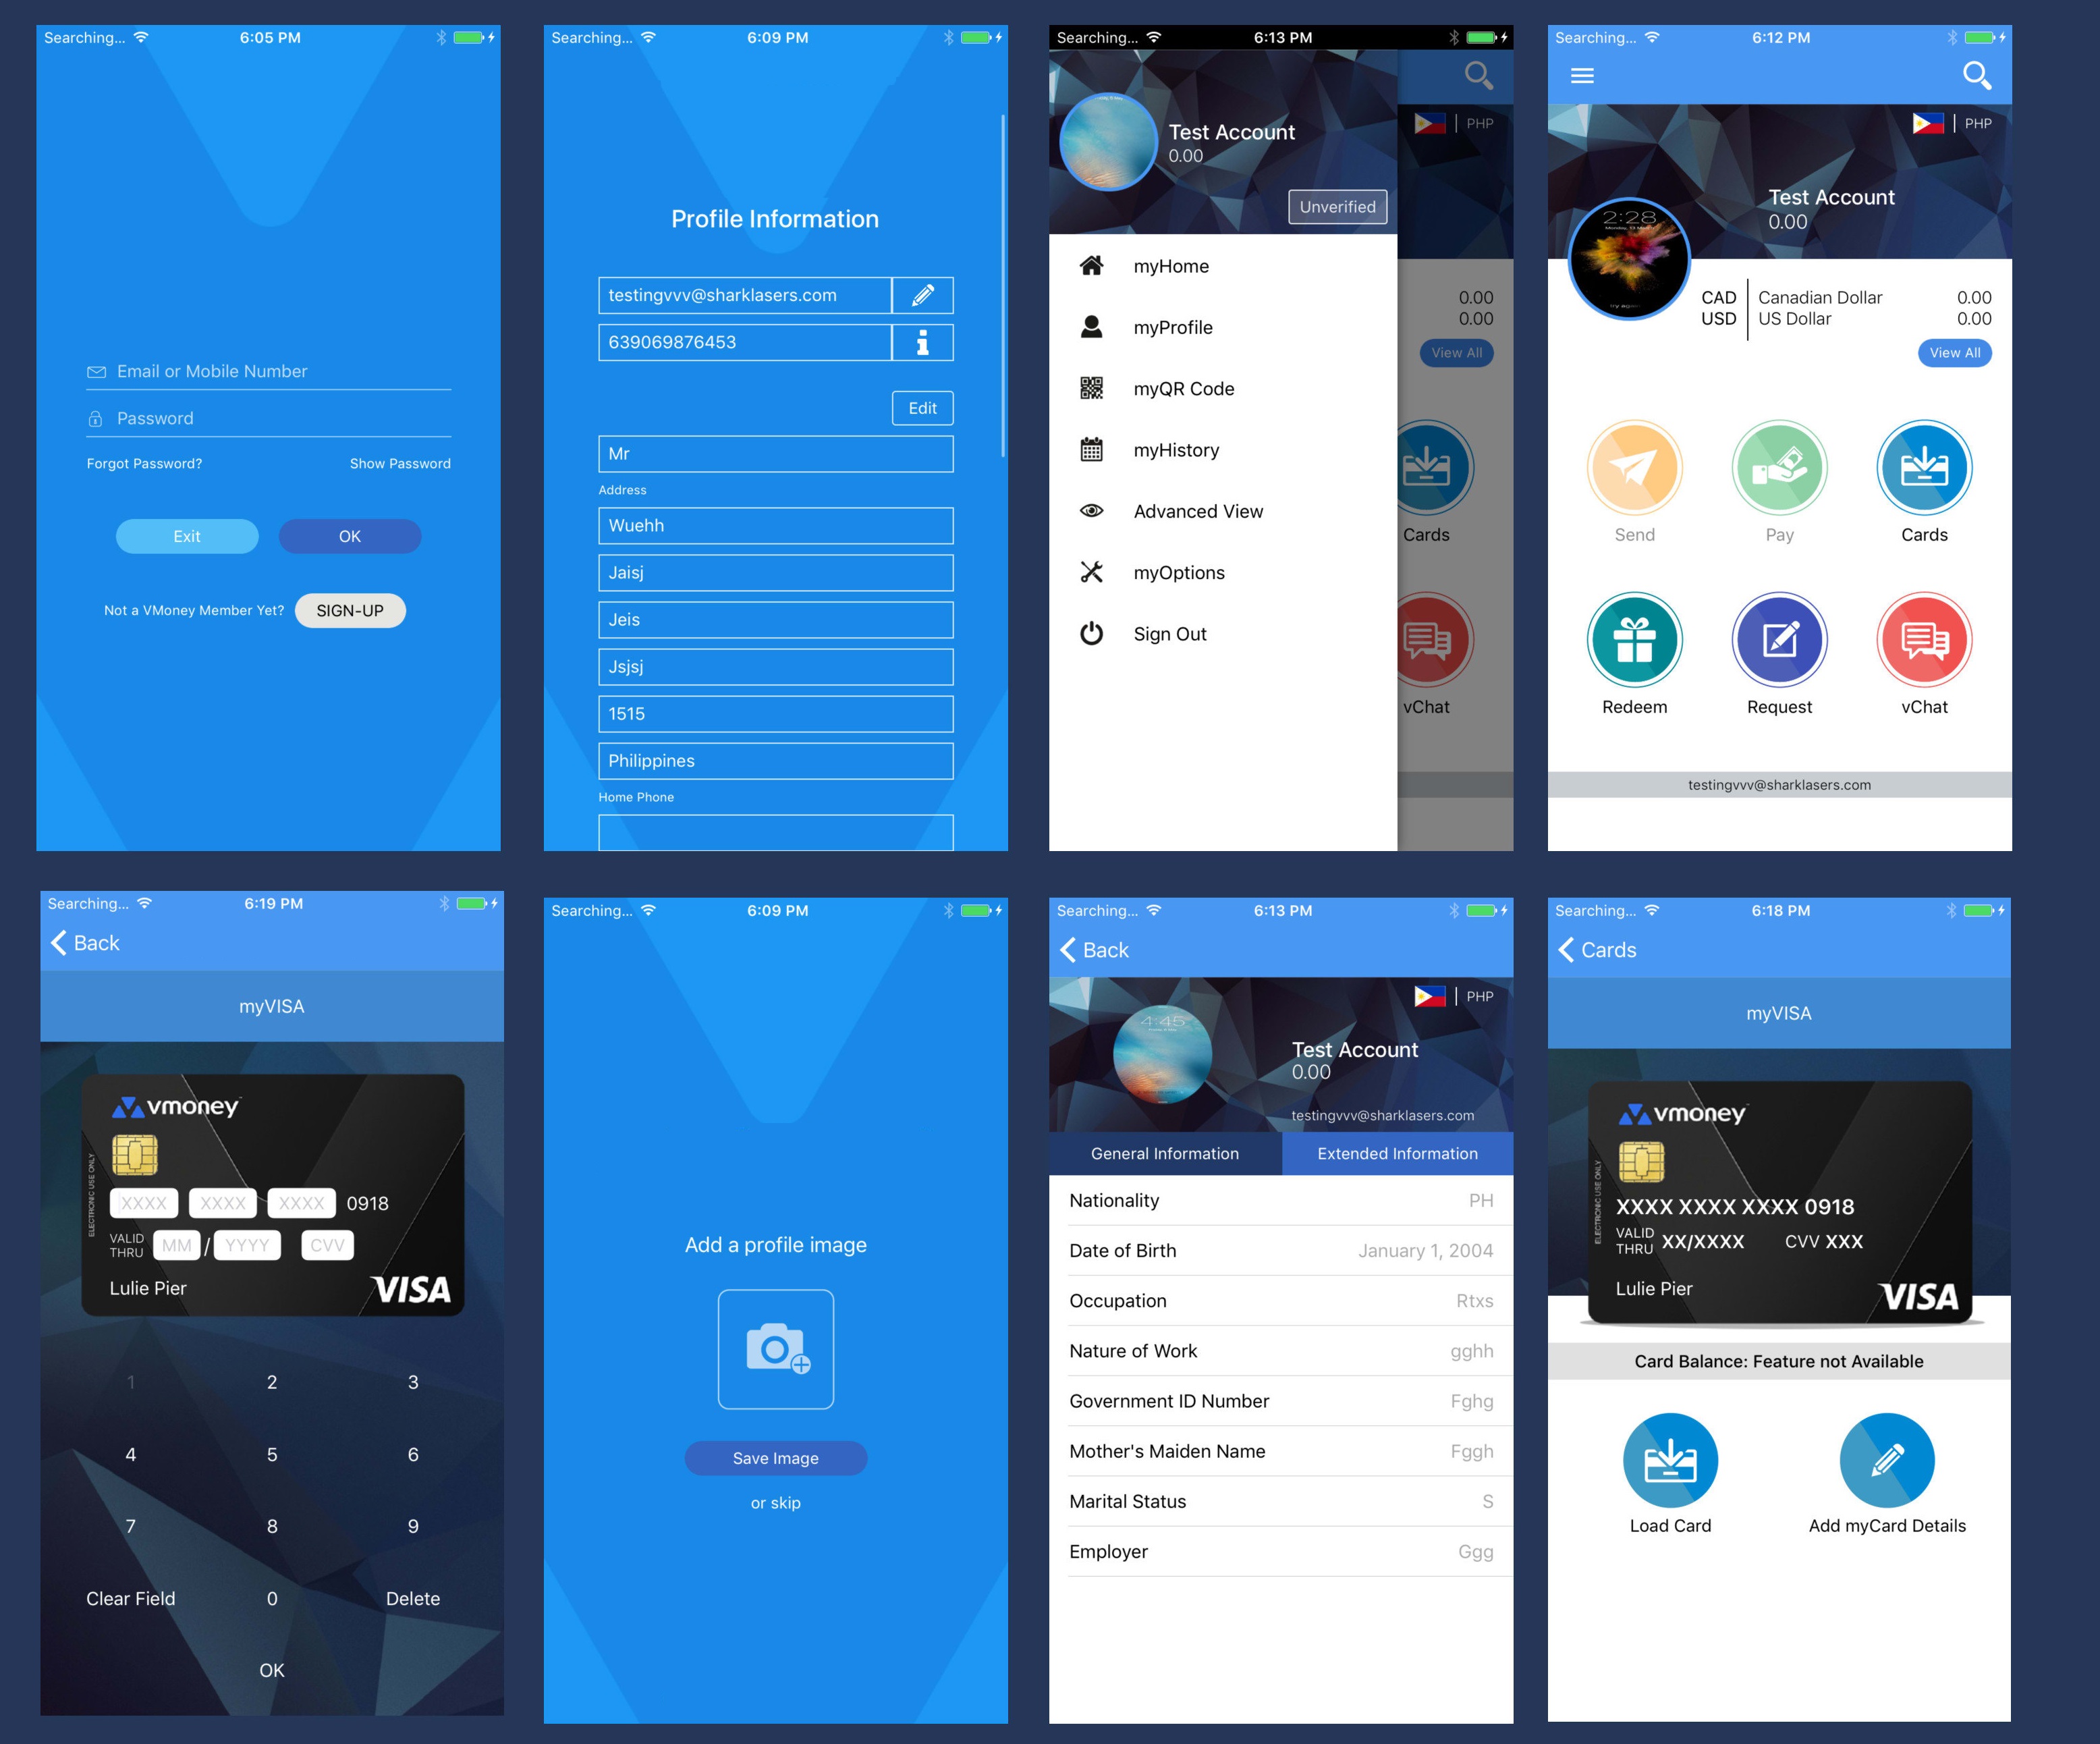 Searching... 6:05 PM
Email or Mobile Number
Password
Forgot Password? Show Password
Exit OK
Not a VMoney Member Yet? SIGN-UP
Searching... 6:09 PM
Profile Information
testingvvv@sharklasers.com
639069876453
Edit
Mr
Address
Wuehh
Jaisj
Jeis
Jsjsj
1515
Philippines
Home Phone
Searching... 6:13 PM
Test Account
0.00
Unverified
PHP
myHome
myProfile
myQR Code
myHistory
Advanced View
myOptions
Sign Out
0.00
0.00
View All
Cards
vChat
Searching... 6:12 PM
PHP
Test Account
0.00
2:28
CAD Canadian Dollar 0.00
USD US Dollar 0.00
View All
Send Pay Cards
Redeem Request vChat
testingvvv@sharklasers.com
Searching... 6:19 PM
Back
myVISA
vmoney
ELECTRONIC USE ONLY
XXXX XXXX XXXX 0918
VALID THRU MM / YYYY CVV
Lulie Pier VISA
1 2 3
4 5 6
7 8 9
Clear Field 0 Delete
OK
Searching... 6:09 PM
Add a profile image
Save Image
or skip
Searching... 6:13 PM
Back
PHP
4:45
Test Account
0.00
testingvvv@sharklasers.com
General Information Extended Information
Nationality PH
Date of Birth January 1, 2004
Occupation Rtxs
Nature of Work gghh
Government ID Number Fghg
Mother's Maiden Name Fggh
Marital Status S
Employer Ggg
Searching... 6:18 PM
Cards
myVISA
vmoney
ELECTRONIC USE ONLY
XXXX XXXX XXXX 0918
VALID THRU XX/XXXX CVV XXX
Lulie Pier VISA
Card Balance: Feature not Available
Load Card Add myCard Details